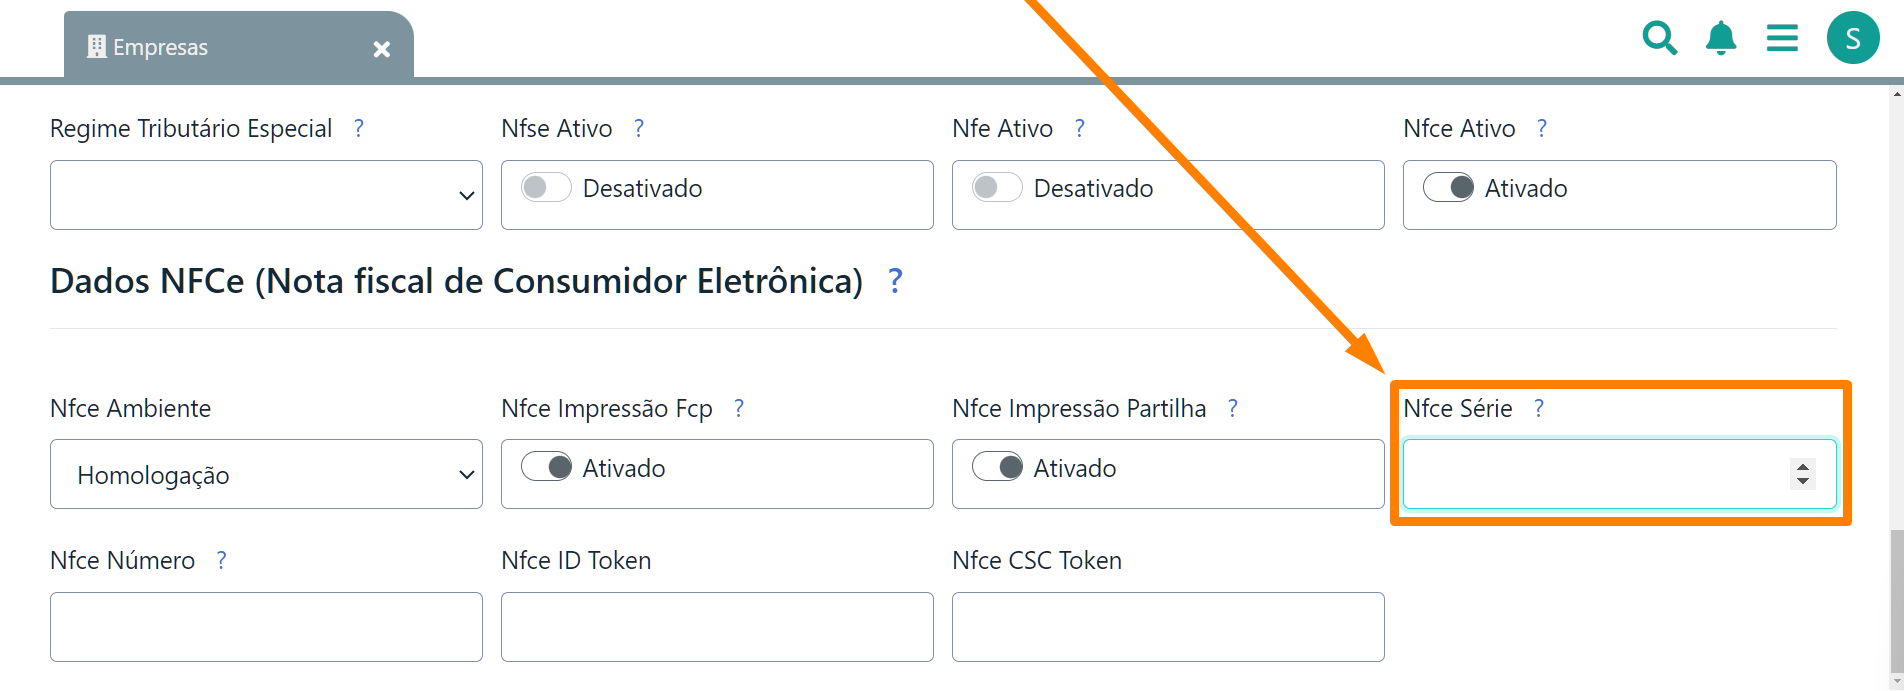 Empresas
S
Regime Tributário Especial ?
Nfse Ativo ?
Nfe Ativo ?
Nfce Ativo ?
Desativado
Desativado
Ativado
Dados NFCe (Nota fiscal de Consumidor Eletrônica) ?
Nfce Ambiente
Nfce Impressão Fcp ?
Nfce Impressão Partilha ?
Nfce Série ?
Homologação
Ativado
Ativado
Nfce Número ?
Nfce ID Token
Nfce CSC Token